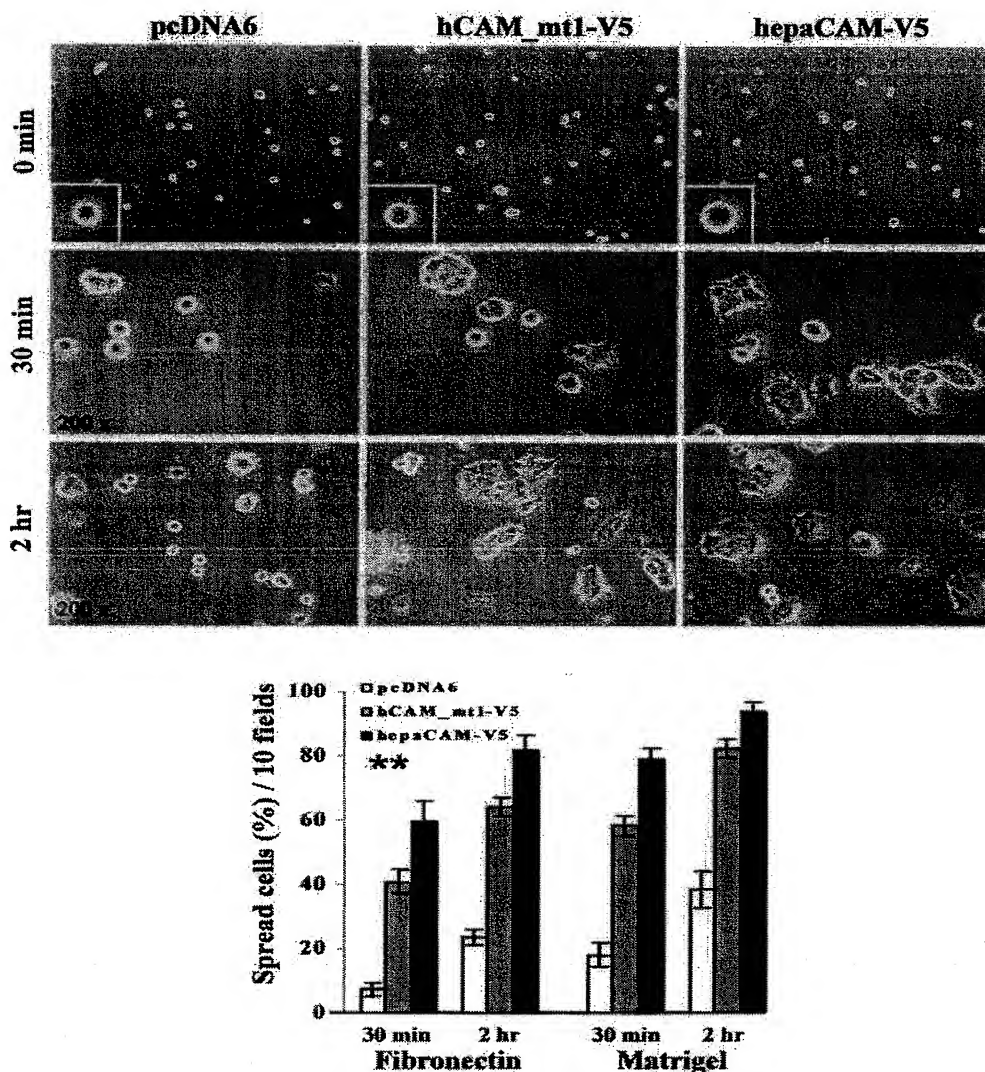 pcDNA6 hCAM_mt1-V5 hepaCAM-V5
0 min
30 min
200 x
2 hr
200 x
100
80
60
40
20
0
Spread cells (%) / 10 fields
pcDNA6
hCAM_mt1-V5
hepaCAM-V5
**
30 min 2 hr 30 min 2 hr
Fibronectin Matrigel